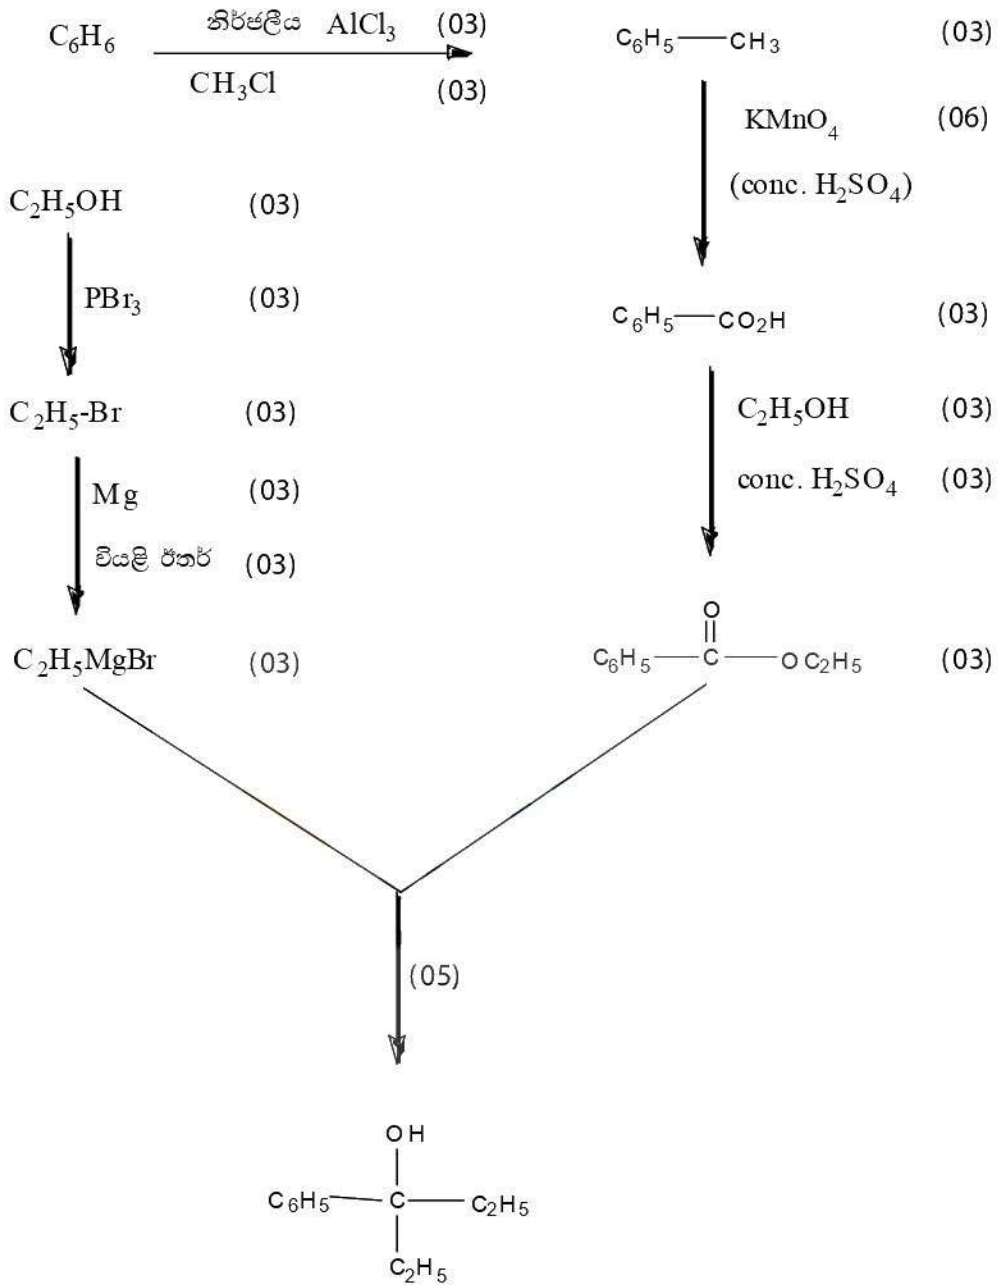 C6H6 නිර්ජලීය AlCl3 (03)
CH3Cl (03)
C6H5—CH3 (03)
KMnO4 (06)
(conc. H2SO4)
C2H5OH (03)
PBr3 (03)
C6H5—CO2H (03)
C2H5-Br (03)
C2H5OH (03)
Mg (03)
conc. H2SO4 (03)
වියළි ඊතර් (03)
O
C2H5MgBr (03)
C6H5—C—OC2H5 (03)
(05)
OH
C6H5—C—C2H5
C2H5